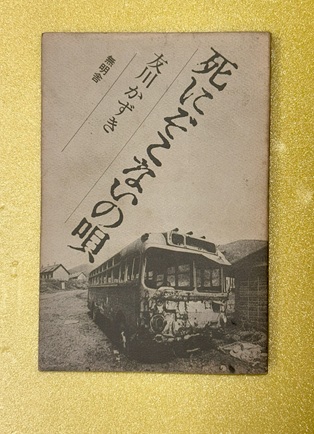 死にぞこないの唄
友川かずき
無明舎